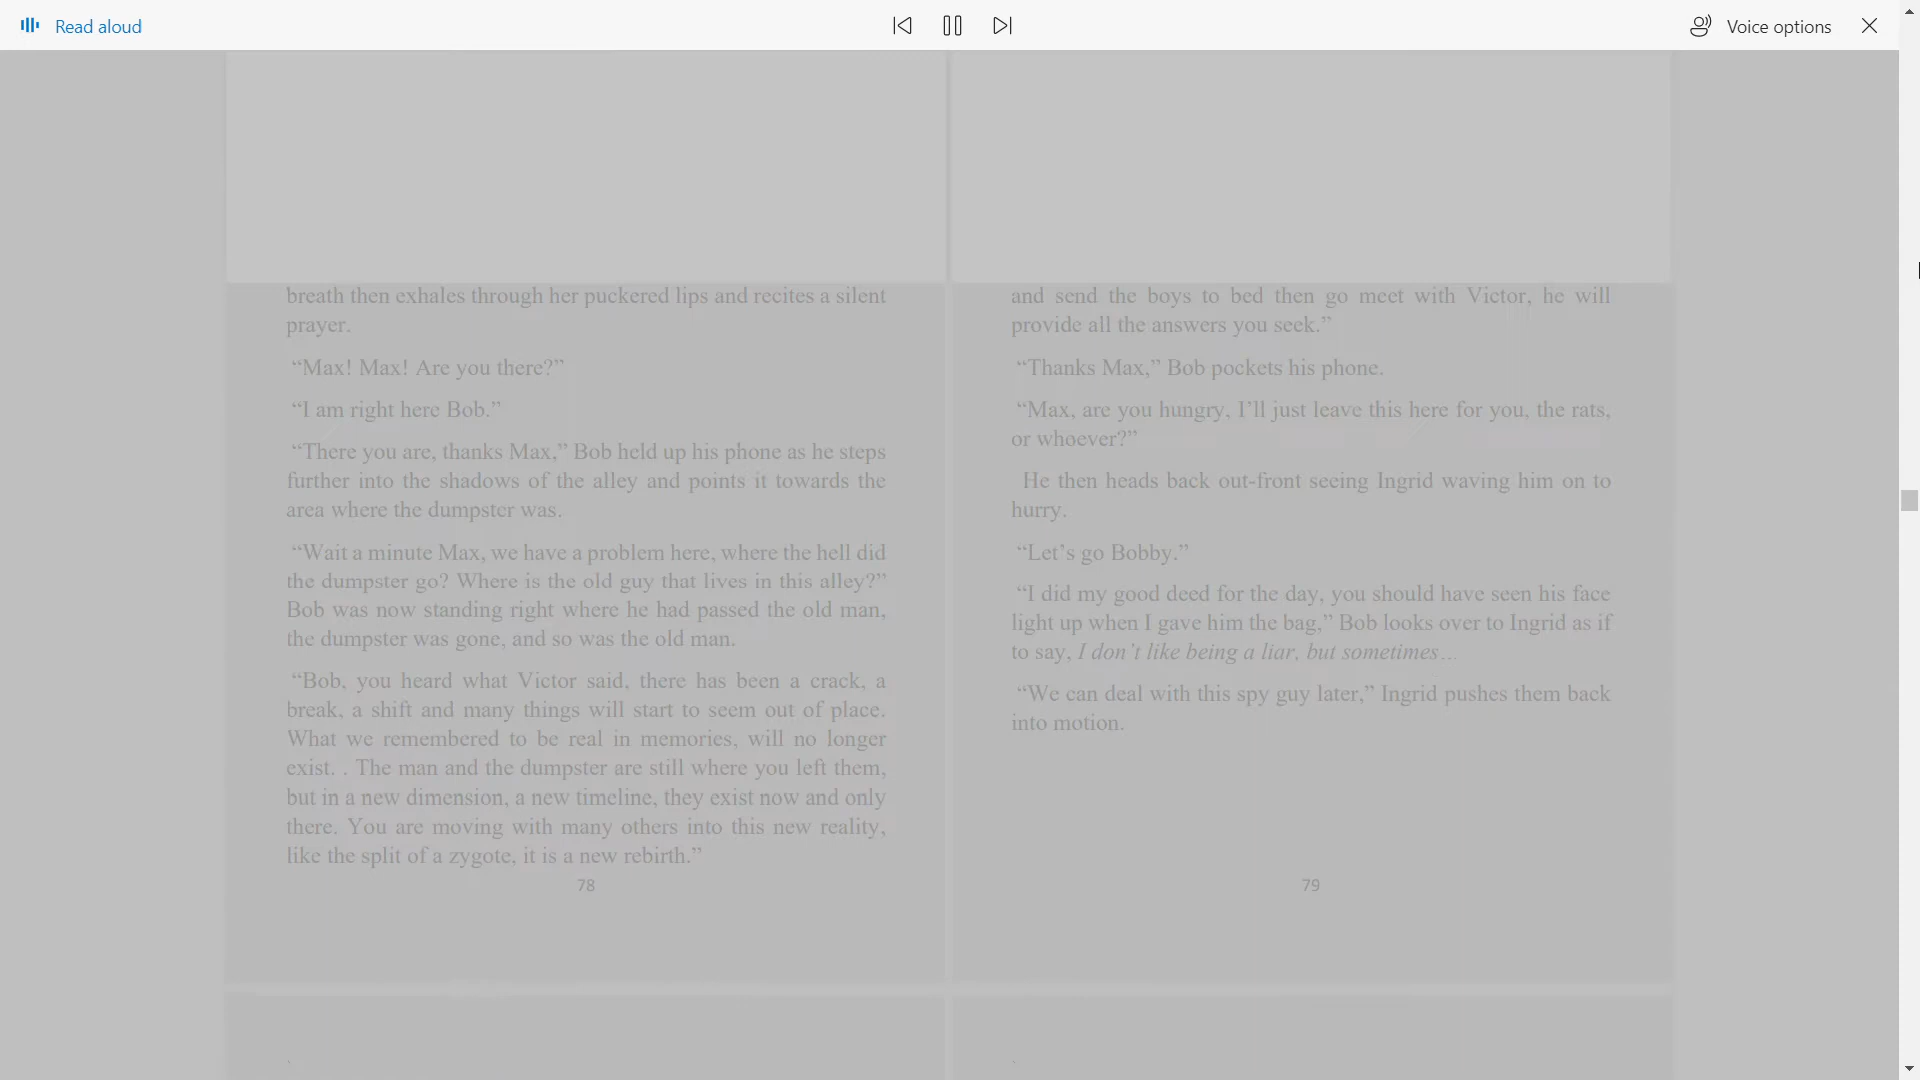 Read aloud
Voice options
breath then exhales through her puckered lips and recites a silent
prayer.
“Max! Max! Are you there?”
“I am right here Bob.”
“There you are, thanks Max,” Bob held up his phone as he steps
further into the shadows of the alley and points it towards the
area where the dumpster was.
“Wait a minute Max, we have a problem here, where the hell did
the dumpster go? Where is the old guy that lives in this alley?”
Bob was now standing right where he had passed the old man,
the dumpster was gone, and so was the old man.
“Bob, you heard what Victor said, there has been a crack, a
break, a shift and many things will start to seem out of place.
What we remembered to be real in memories, will no longer
exist. . The man and the dumpster are still where you left them,
but in a new dimension, a new timeline, they exist now and only
there. You are moving with many others into this new reality,
like the split of a zygote, it is a new rebirth.”
78
and send the boys to bed then go meet with Victor, he will
provide all the answers you seek.”
“Thanks Max,” Bob pockets his phone.
“Max, are you hungry, I’ll just leave this here for you, the rats,
or whoever?”
He then heads back out-front seeing Ingrid waving him on to
hurry.
“Let’s go Bobby.”
“I did my good deed for the day, you should have seen his face
light up when I gave him the bag,” Bob looks over to Ingrid as if
to say, I don’t like being a liar, but sometimes…
“We can deal with this spy guy later,” Ingrid pushes them back
into motion.
79